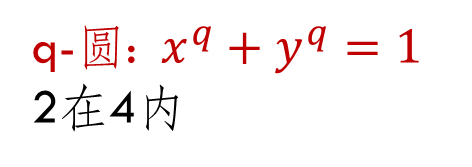 q-圆：$x^q + y^q = 1$
2在4内